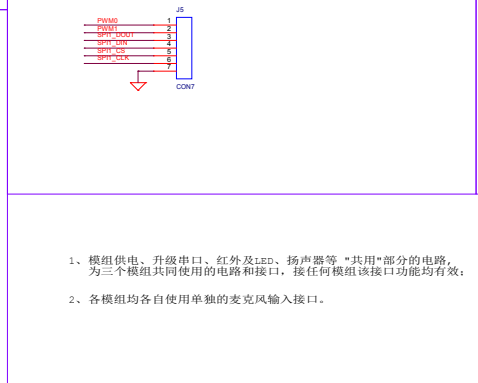 J5
PWM0 1
PWM1 2
SPI1_DOUT 3
SPI1_DIN 4
SPI1_CS 5
SPI1_CLK 6
7
CON7
1、模组供电、升级串口、红外及LED、扬声器等 "共用"部分的电路,
为三个模组共同使用的电路和接口，接任何模组该接口功能均有效；
2、各模组均各自使用单独的麦克风输入接口。